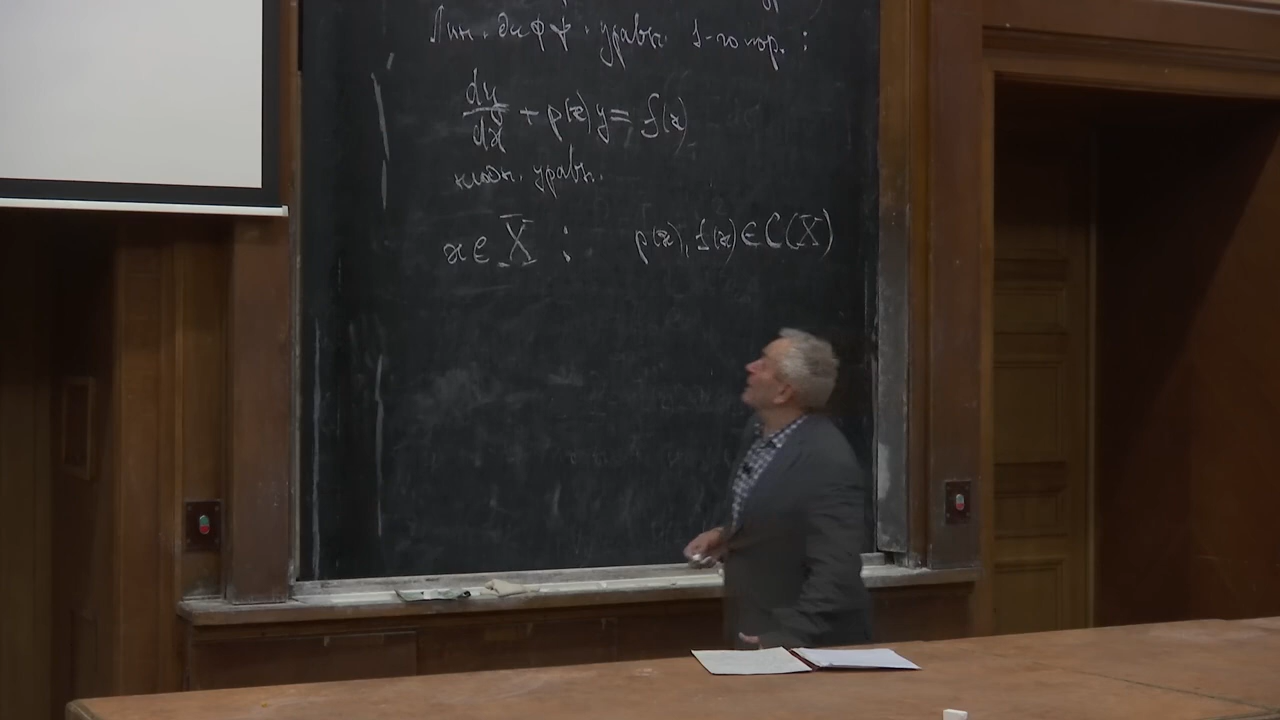 Лин. дифф. уравн. 1-го пор. :
dy/dx + p(x)y = f(x)
неодн. уравн.
x ∈ X : p(x), f(x) ∈ C(X)